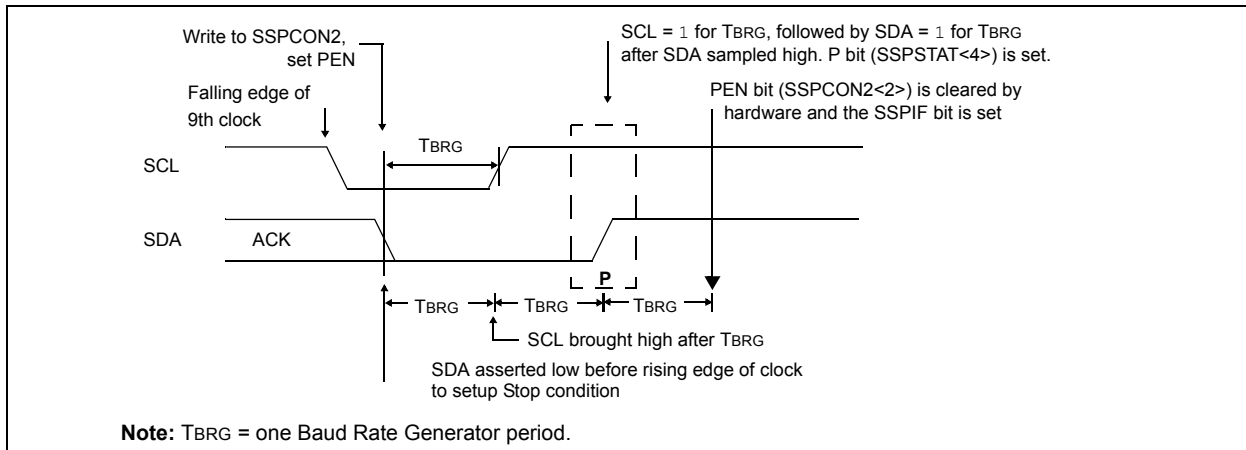 Write to SSPCON2,
set PEN
SCL = 1 for TBRG, followed by SDA = 1 for TBRG
after SDA sampled high. P bit (SSPSTAT<4>) is set.
Falling edge of
9th clock
PEN bit (SSPCON2<2>) is cleared by
hardware and the SSPIF bit is set
TBRG
SCL
SDA
ACK
P
TBRG
TBRG
TBRG
SCL brought high after TBRG
SDA asserted low before rising edge of clock
to setup Stop condition
Note: TBRG = one Baud Rate Generator period.